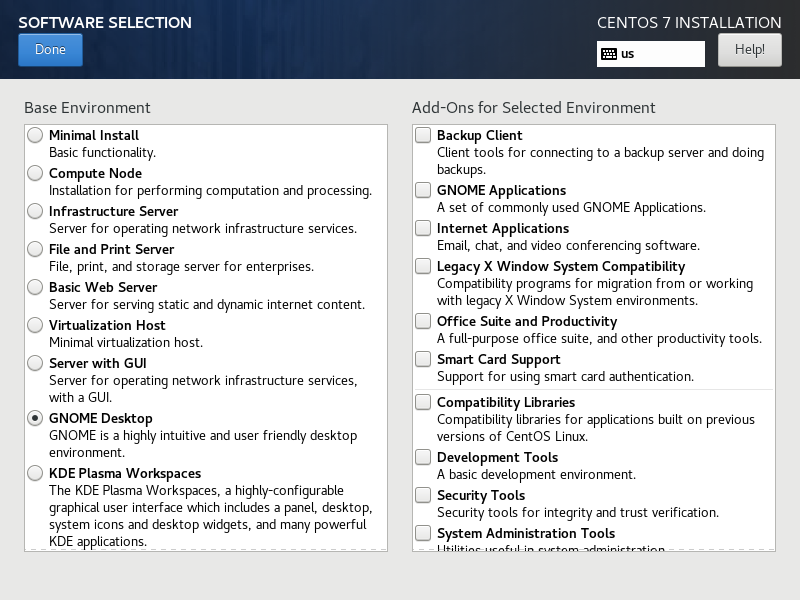 SOFTWARE SELECTION
Done
CENTOS 7 INSTALLATION
us
Help!
Base Environment
Minimal Install
Basic functionality.
Compute Node
Installation for performing computation and processing.
Infrastructure Server
Server for operating network infrastructure services.
File and Print Server
File, print, and storage server for enterprises.
Basic Web Server
Server for serving static and dynamic internet content.
Virtualization Host
Minimal virtualization host.
Server with GUI
Server for operating network infrastructure services,
with a GUI.
GNOME Desktop
GNOME is a highly intuitive and user friendly desktop
environment.
KDE Plasma Workspaces
The KDE Plasma Workspaces, a highly-configurable
graphical user interface which includes a panel, desktop,
system icons and desktop widgets, and many powerful
KDE applications.
Add-Ons for Selected Environment
Backup Client
Client tools for connecting to a backup server and doing
backups.
GNOME Applications
A set of commonly used GNOME Applications.
Internet Applications
Email, chat, and video conferencing software.
Legacy X Window System Compatibility
Compatibility programs for migration from or working
with legacy X Window System environments.
Office Suite and Productivity
A full-purpose office suite, and other productivity tools.
Smart Card Support
Support for using smart card authentication.
Compatibility Libraries
Compatibility libraries for applications built on previous
versions of CentOS Linux.
Development Tools
A basic development environment.
Security Tools
Security tools for integrity and trust verification.
System Administration Tools
Utilities useful in system administration.